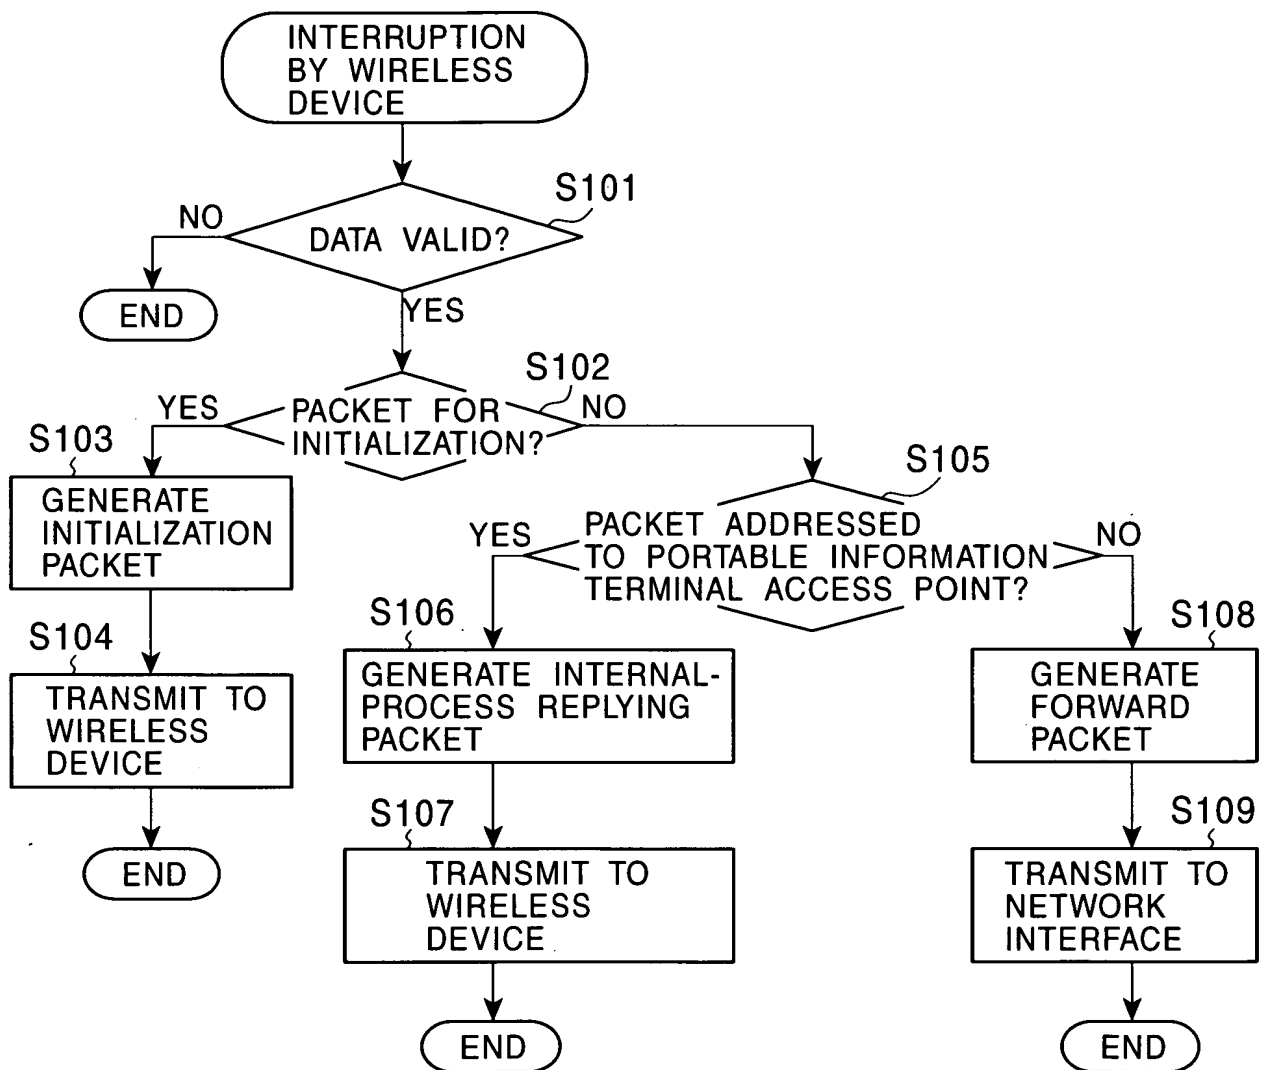 INTERRUPTION
BY WIRELESS
DEVICE
S101
NO
DATA VALID?
END
YES
S102
YES
PACKET FOR
INITIALIZATION?
NO
S103
GENERATE
INITIALIZATION
PACKET
S105
YES
PACKET ADDRESSED
TO PORTABLE INFORMATION
TERMINAL ACCESS POINT?
NO
S104
TRANSMIT TO
WIRELESS
DEVICE
END
S106
GENERATE INTERNAL-
PROCESS REPLYING
PACKET
S107
TRANSMIT TO
WIRELESS
DEVICE
END
S108
GENERATE
FORWARD
PACKET
S109
TRANSMIT TO
NETWORK
INTERFACE
END